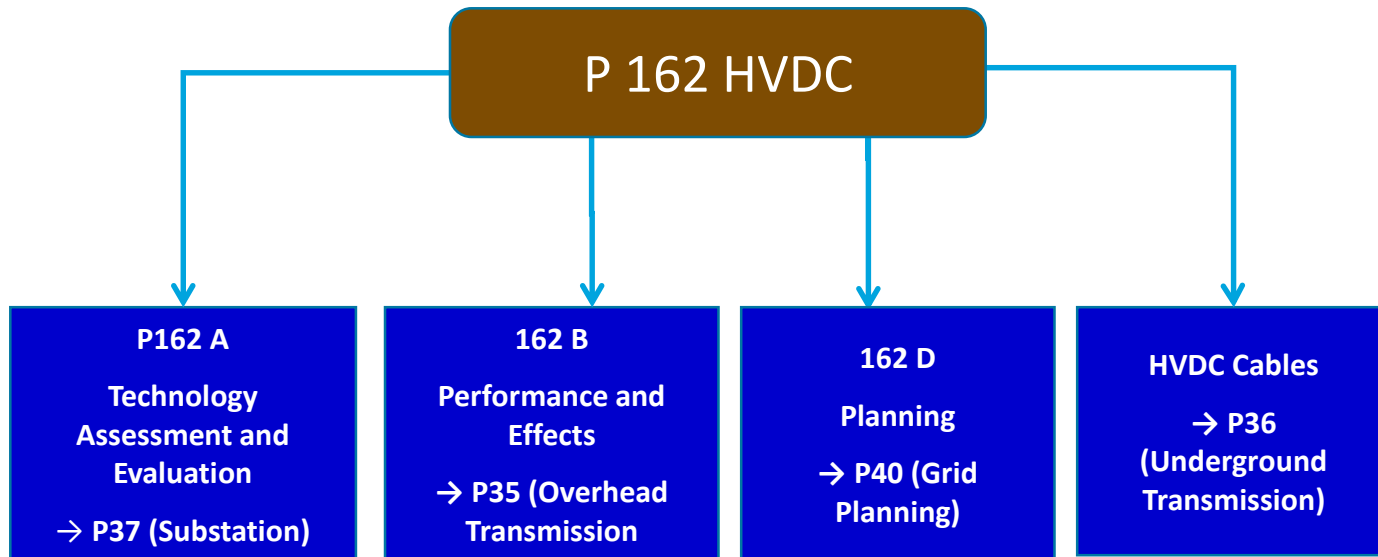 P 162 HVDC
P162 A
Technology
Assessment and
Evaluation
→ P37 (Substation)
162 B
Performance and
Effects
→ P35 (Overhead
Transmission
162 D
Planning
→ P40 (Grid
Planning)
HVDC Cables
→ P36
(Underground
Transmission)